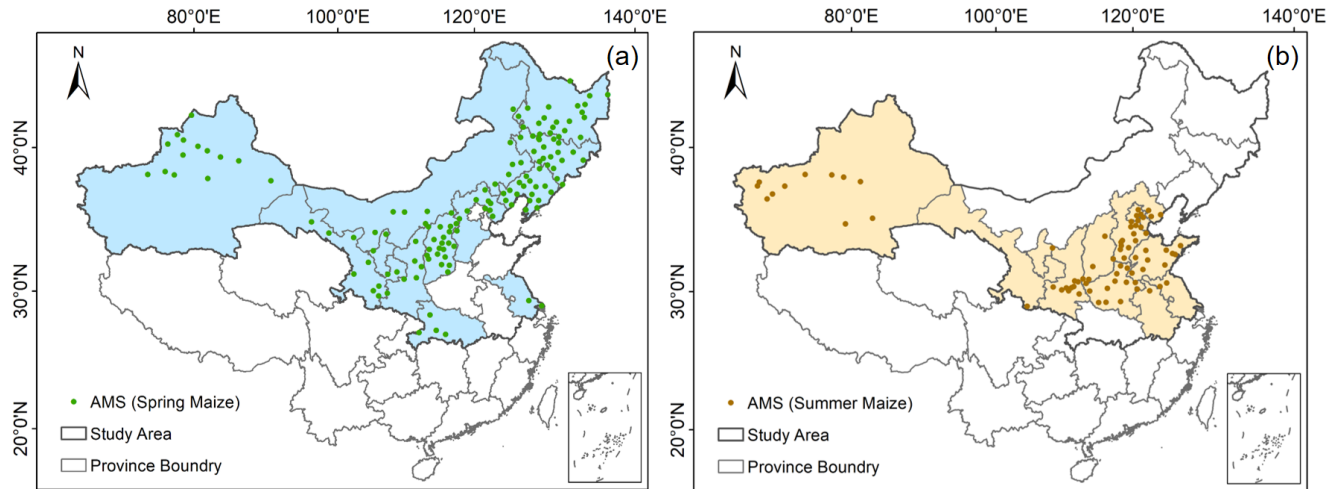 80°0'E 100°0'E 120°0'E 140°0'E
N
(a)
40°0'N
30°0'N
20°0'N
AMS (Spring Maize)
Study Area
Province Boundry
80°0'E 100°0'E 120°0'E 140°0'E
N
(b)
40°0'N
30°0'N
20°0'N
AMS (Summer Maize)
Study Area
Province Boundry